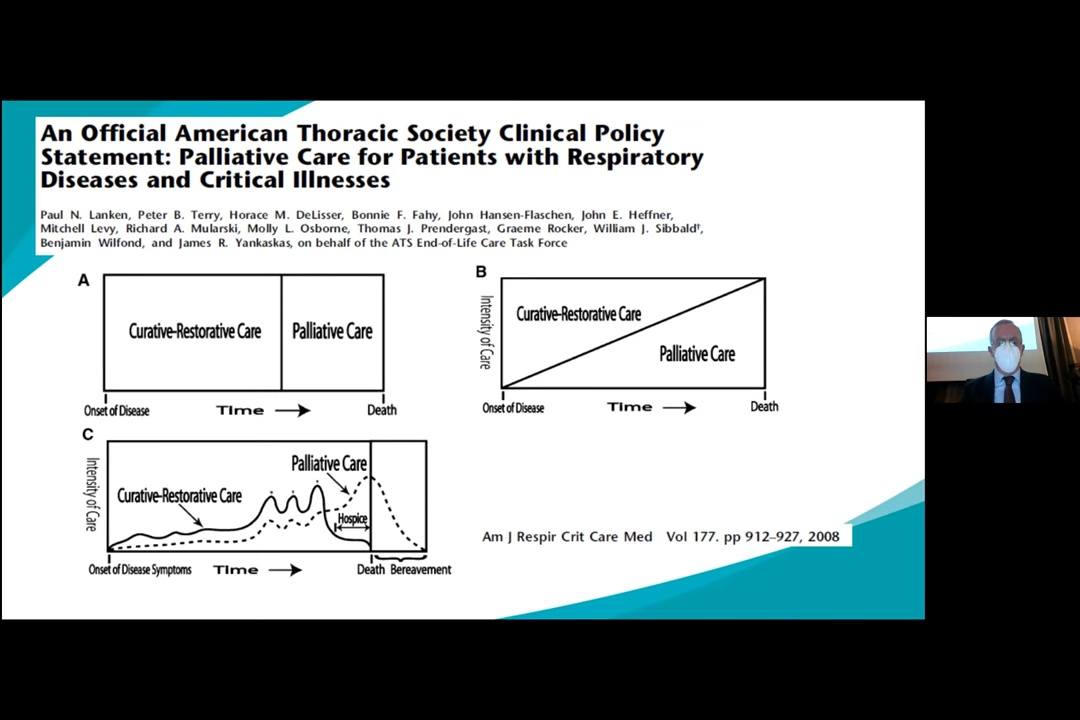 An Official American Thoracic Society Clinical Policy
Statement: Palliative Care for Patients with Respiratory
Diseases and Critical Illnesses
Paul N. Lanken, Peter B. Terry, Horace M. DeLisser, Bonnie F. Fahy, John Hansen-Flaschen, John E. Heffner,
Mitchell Levy, Richard A. Mularski, Molly L. Osborne, Thomas J. Prendergast, Graeme Rocker, William J. Sibbald†,
Benjamin Wilfond, and James R. Yankaskas, on behalf of the ATS End-of-Life Care Task Force
A
Curative-Restorative Care
Palliative Care
Onset of Disease
Time
Death
B
Intensity of Care
Curative-Restorative Care
Palliative Care
Onset of Disease
Time
Death
C
Intensity of Care
Palliative Care
Curative-Restorative Care
Hospice
Onset of Disease Symptoms
Time
Death
Bereavement
Am J Respir Crit Care Med Vol 177. pp 912–927, 2008